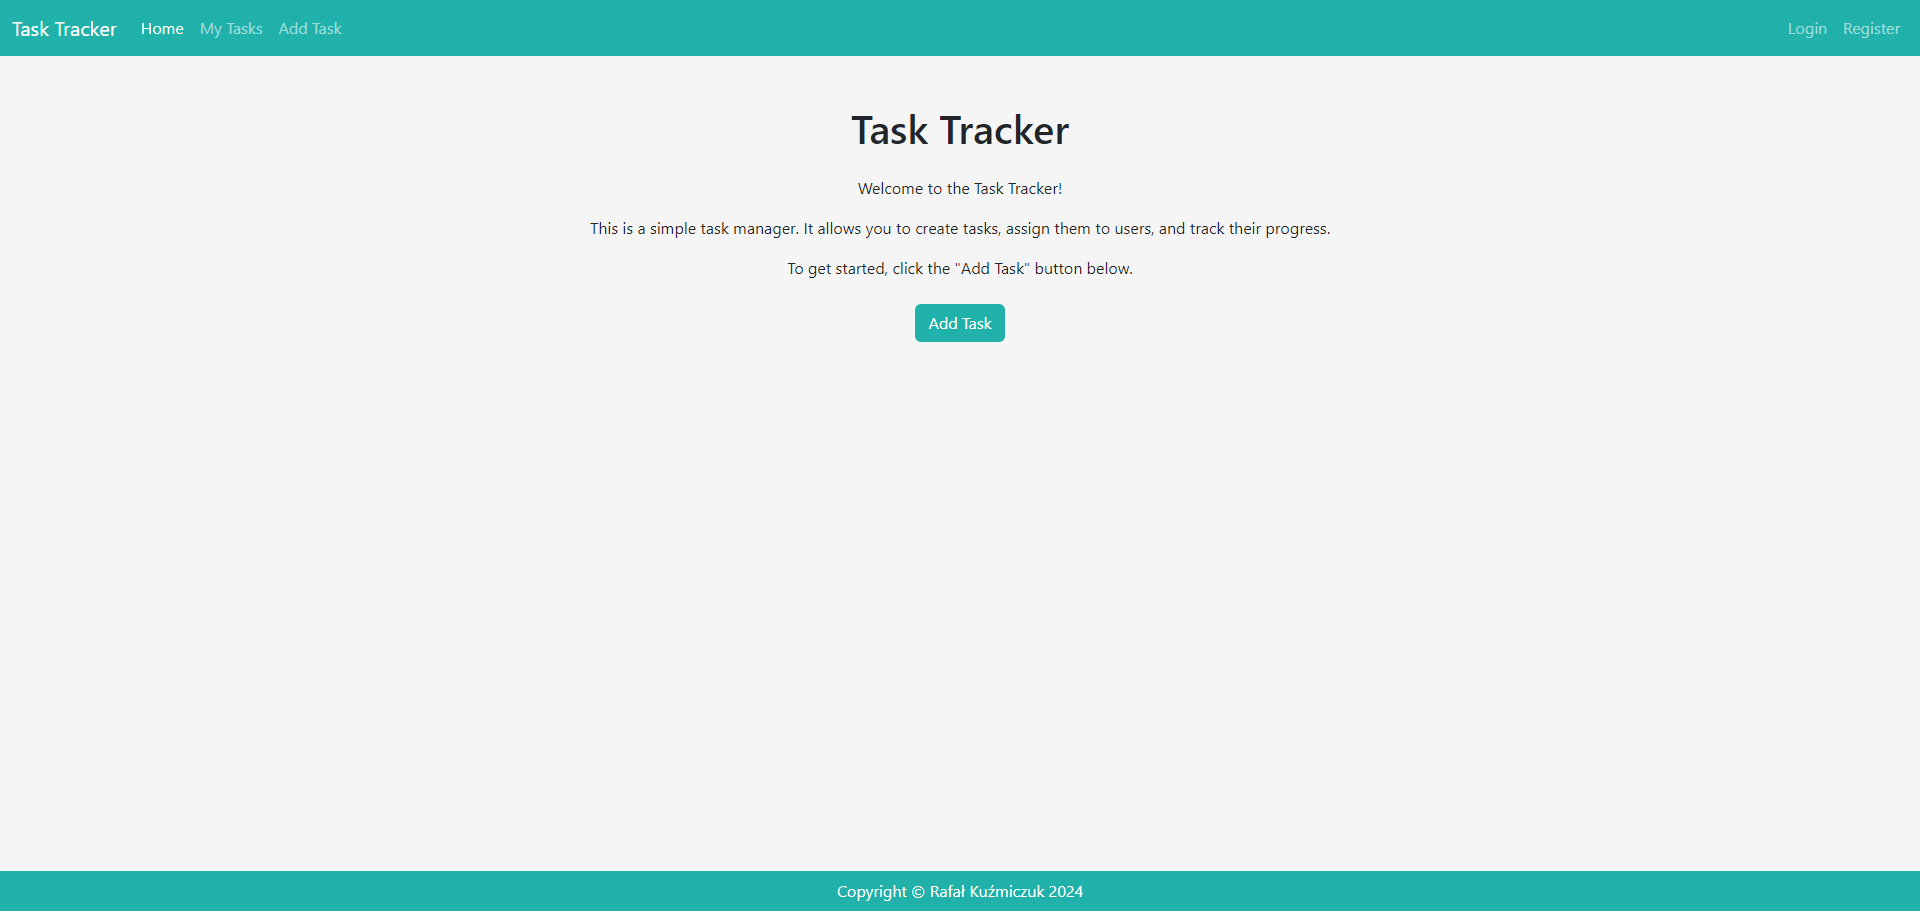 Task Tracker Home My Tasks Add Task Login Register
Task Tracker
Welcome to the Task Tracker!
This is a simple task manager. It allows you to create tasks, assign them to users, and track their progress.
To get started, click the "Add Task" button below.
Add Task
Copyright © Rafał Kuźmiczuk 2024